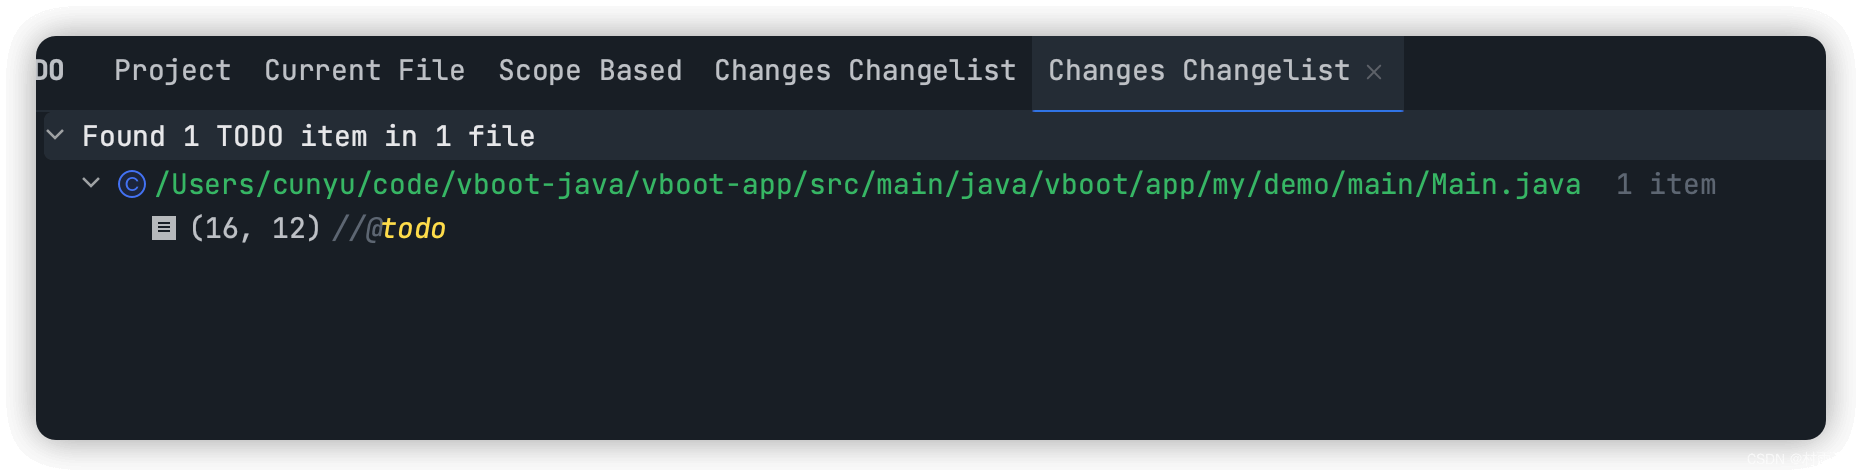 DO Project Current File Scope Based Changes Changelist Changes Changelist
Found 1 TODO item in 1 file
/Users/cunyu/code/vboot-java/vboot-app/src/main/java/vboot/app/my/demo/main/Main.java 1 item
(16, 12) //@todo
CSDN